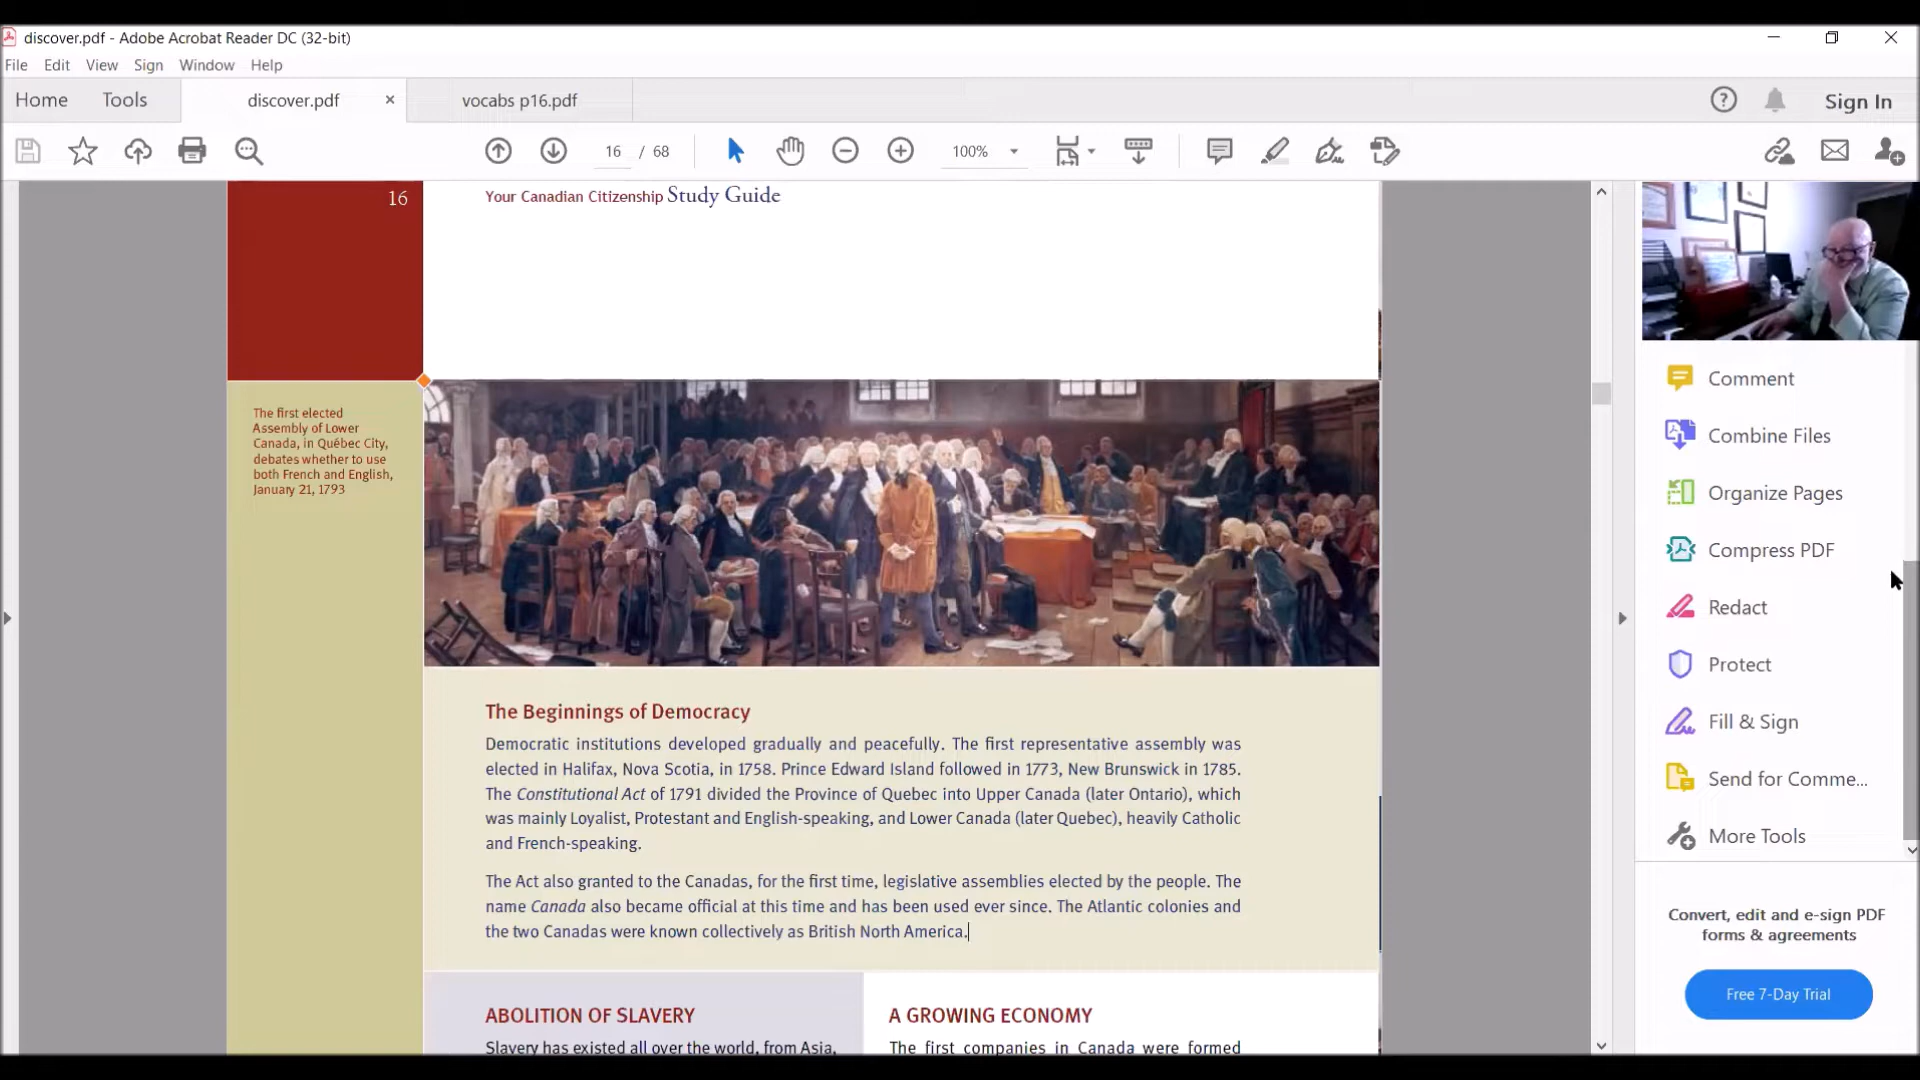 discover.pdf - Adobe Acrobat Reader DC (32-bit)
File Edit View Sign Window Help
Home Tools discover.pdf × vocabs p16.pdf Sign In
16 / 68 100%
16
Your Canadian Citizenship Study Guide
The first elected
Assembly of Lower
Canada, in Québec City,
debates whether to use
both French and English,
January 21, 1793
The Beginnings of Democracy
Democratic institutions developed gradually and peacefully. The first representative assembly was
elected in Halifax, Nova Scotia, in 1758. Prince Edward Island followed in 1773, New Brunswick in 1785.
The Constitutional Act of 1791 divided the Province of Quebec into Upper Canada (later Ontario), which
was mainly Loyalist, Protestant and English-speaking, and Lower Canada (later Quebec), heavily Catholic
and French-speaking.
The Act also granted to the Canadas, for the first time, legislative assemblies elected by the people. The
name Canada also became official at this time and has been used ever since. The Atlantic colonies and
the two Canadas were known collectively as British North America.
ABOLITION OF SLAVERY
Slavery has existed all over the world, from Asia,
A GROWING ECONOMY
The first companies in Canada were formed
Comment
Combine Files
Organize Pages
Compress PDF
Redact
Protect
Fill & Sign
Send for Comme...
More Tools
Convert, edit and e-sign PDF
forms & agreements
Free 7-Day Trial